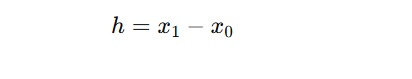 h = x₁ − x₀